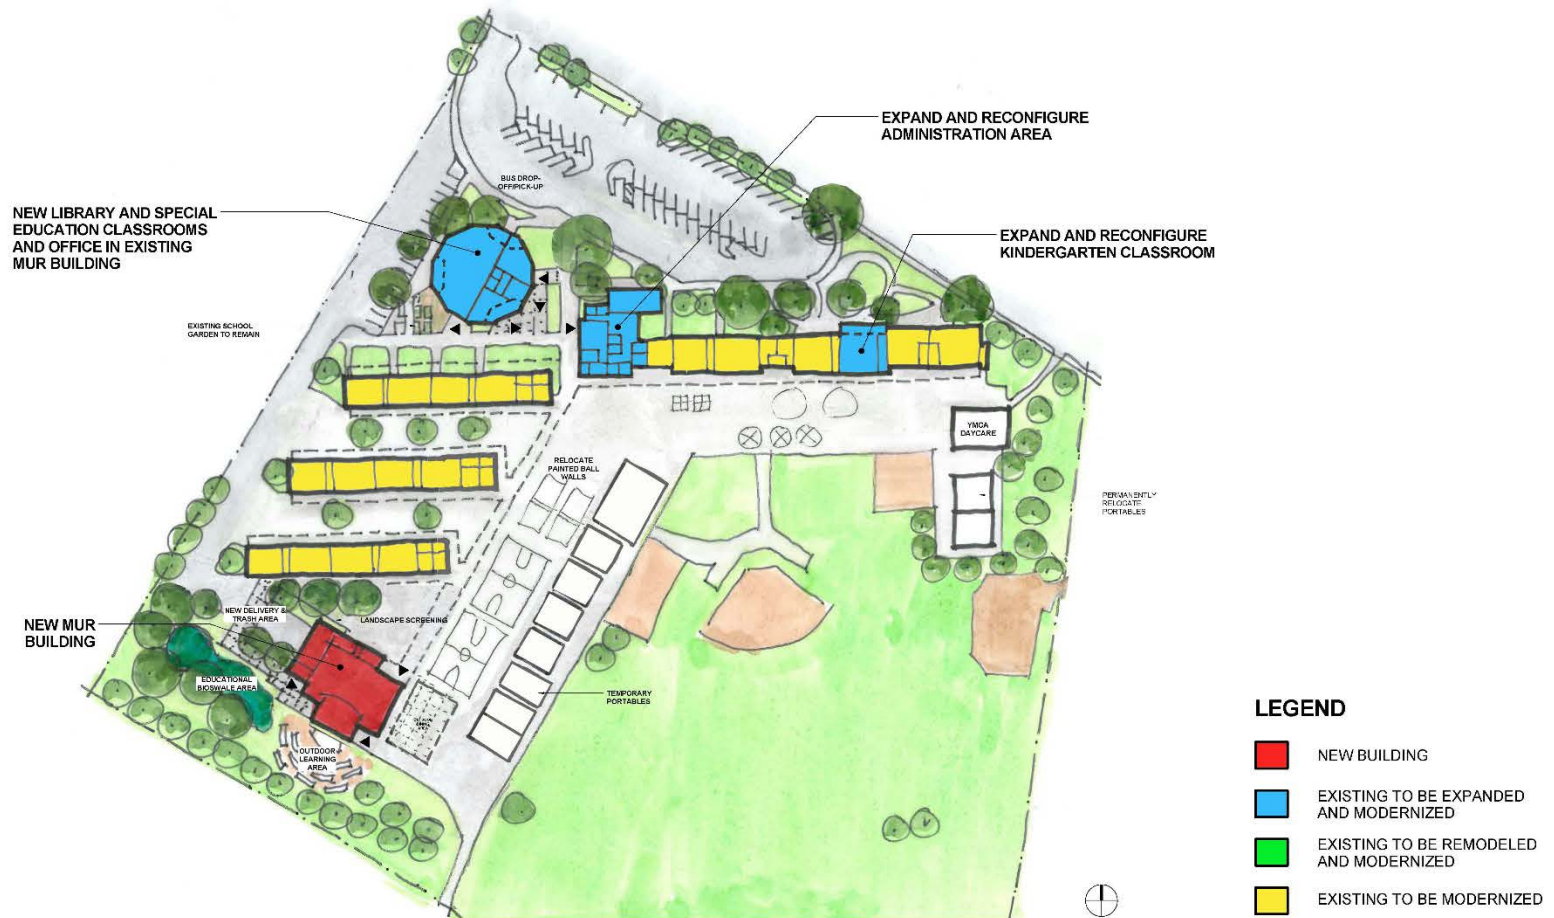 EXPAND AND RECONFIGURE
ADMINISTRATION AREA
BUS DROP-
OFF/PICK-UP
NEW LIBRARY AND SPECIAL
EDUCATION CLASSROOMS
AND OFFICE IN EXISTING
MUR BUILDING
EXPAND AND RECONFIGURE
KINDERGARTEN CLASSROOM
EXISTING SCHOOL
GARDEN TO REMAIN
YMCA
DAYCARE
RELOCATE
PAINTED BALL
WALLS
PERMANENTLY
RELOCATE
PORTABLES
NEW DELIVERY &
TRASH AREA
LANDSCAPE SCREENING
NEW MUR
BUILDING
EDUCATIONAL
BIOSWALE AREA
TEMPORARY
PORTABLES
AREA
OUTDOOR
LEARNING
AREA
LEGEND
NEW BUILDING
EXISTING TO BE EXPANDED
AND MODERNIZED
EXISTING TO BE REMODELED
AND MODERNIZED
EXISTING TO BE MODERNIZED